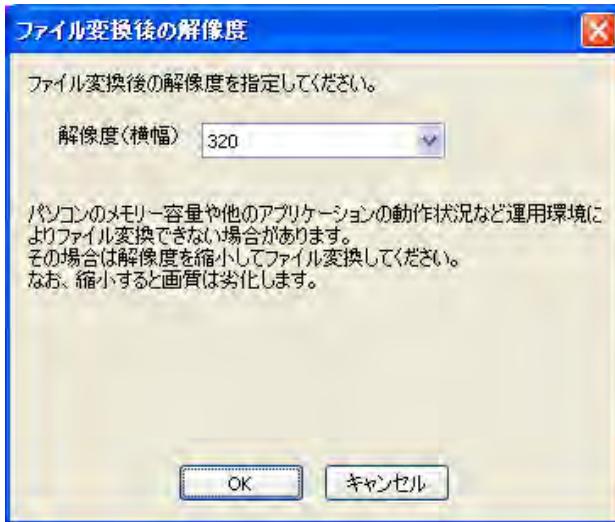 ファイル変換後の解像度
ファイル変換後の解像度を指定してください。
解像度(横幅) 320
パソコンのメモリー容量や他のアプリケーションの動作状況など運用環境に
よりファイル変換できない場合があります。
その場合は解像度を縮小してファイル変換してください。
なお、縮小すると画質は劣化します。
OK キャンセル